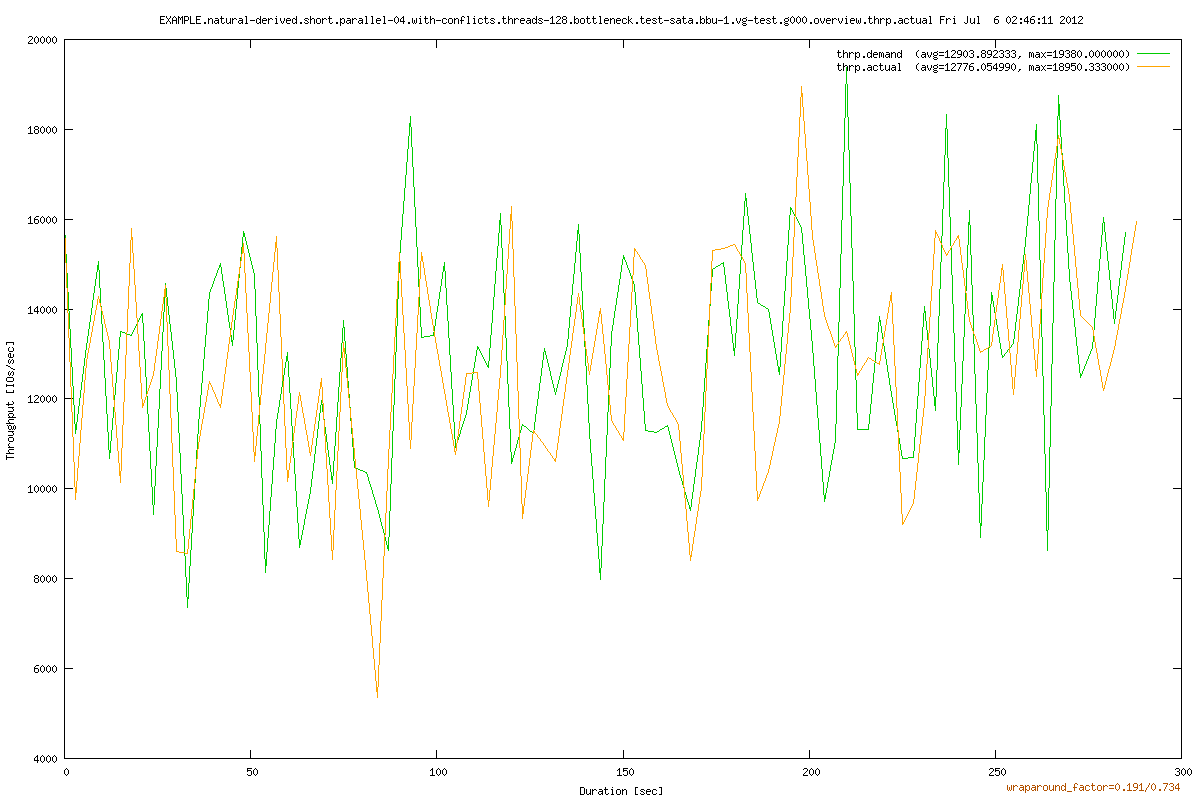 EXAMPLE.natural-derived.short.parallel-04.with-conflicts.threads-128.bottleneck.test-sata.bbu-1.vg-test.g000.overview.thrp.actual Fri Jul  6 02:46:11 2012
thrp.demand  (avg=12903.892333, max=19380.000000)
thrp.actual  (avg=12776.054990, max=18950.333000)
20000
18000
16000
14000
12000
10000
8000
6000
4000
Throughput [IOs/sec]
0 50 100 150 200 250 300
Duration [sec]
wraparound_factor=0.191/0.734